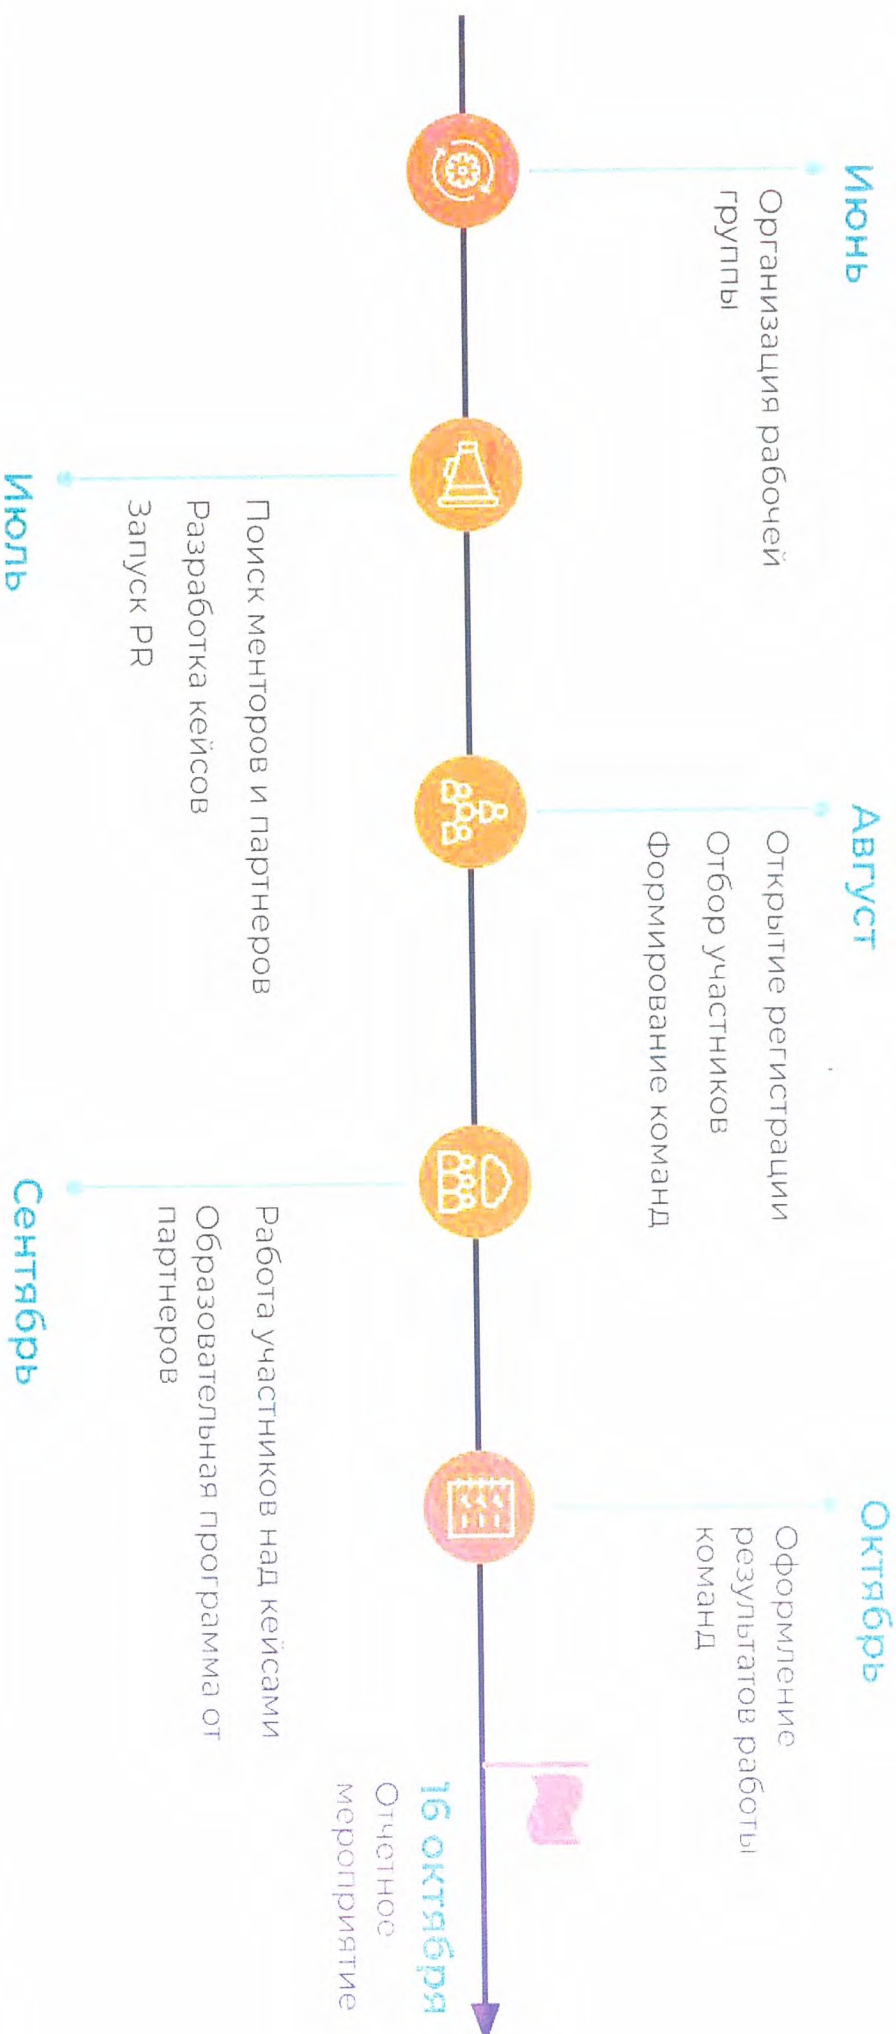 Июнь
Организация рабочей
группы
Июль
Поиск менторов и партнеров
Разработка кейсов
Запуск PR
Август
Открытие регистрации
Отбор участников
Формирование команд
Сентябрь
Работа участников над кейсами
Образовательная программа от
партнеров
Октябрь
Оформление
результатов работы
команд
16 октября
Отчетное
мероприятие